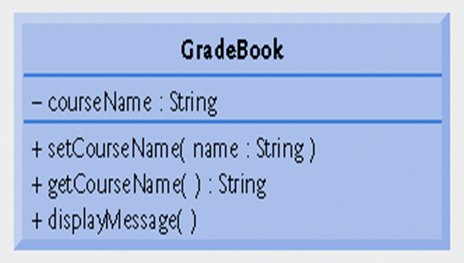 GradeBook
– courseName : String
+ setCourseName( name : String )
+ getCourseName( ) : String
+ displayMessage( )